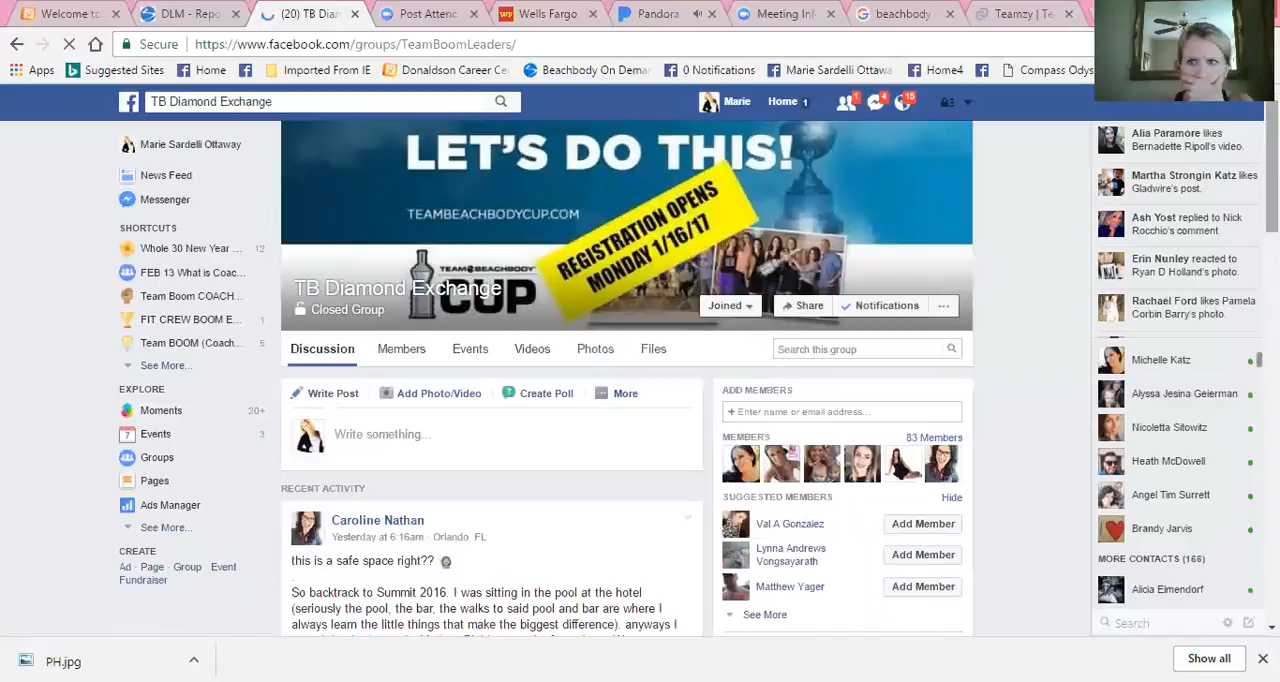 Welcome to c
DLM - Repo
(20) TB Diam
Post Attenc
Wells Fargo
Pandora
Meeting Inf
beachbody
Teamzy | Te
Secure
https://www.facebook.com/groups/TeamBoomLeaders/
Apps
Suggested Sites
Home
Imported From IE
Donaldson Career Ce
Beachbody On Dema
0 Notifications
Marie Sardelli Ottawa
Home4
Compass Odys
TB Diamond Exchange
Marie
Home 1
1
4
15
Marie Sardelli Ottaway
News Feed
Messenger
SHORTCUTS
Whole 30 New Year ... 12
FEB 13 What is Coac...
Team Boom COACH...
FIT CREW BOOM E... 1
Team BOOM (Coach... 5
See More...
EXPLORE
Moments 20+
Events 3
Groups
Pages
Ads Manager
See More...
CREATE
Ad · Page · Group · Event
Fundraiser
LET'S DO THIS!
TEAMBEACHBODYCUP.COM
REGISTRATION OPENS
MONDAY 1/16/17
TEAM BEACHBODY
CUP
TB Diamond Exchange
Closed Group
Joined
Share
Notifications
Discussion
Members
Events
Videos
Photos
Files
Search this group
Write Post
Add Photo/Video
Create Poll
More
Write something...
RECENT ACTIVITY
Caroline Nathan
Yesterday at 6:16am · Orlando, FL
this is a safe space right??
So backtrack to Summit 2016. I was sitting in the pool at the hotel
(seriously the pool, the bar, the walks to said pool and bar are where I
always learn the little things that make the biggest difference). anyways I
ADD MEMBERS
+ Enter name or email address...
MEMBERS
83 Members
SUGGESTED MEMBERS
Hide
Val A Gonzalez
Add Member
Lynna Andrews
Vongsayarath
Add Member
Matthew Yager
Add Member
See More
Alia Paramore likes
Bernadette Ripoll's video.
Martha Strongin Katz likes
Gladwire's post.
Ash Yost replied to Nick
Rocchio's comment.
Erin Nunley reacted to
Ryan D Holland's photo.
Rachael Ford likes Pamela
Corbin Barry's photo.
Michelle Katz
Alyssa Jesina Geierman
Nicoletta Sitowitz
Heath McDowell
Angel Tim Surrett
Brandy Jarvis
MORE CONTACTS (166)
Alicia Elmendorf
Search
PH.jpg
Show all